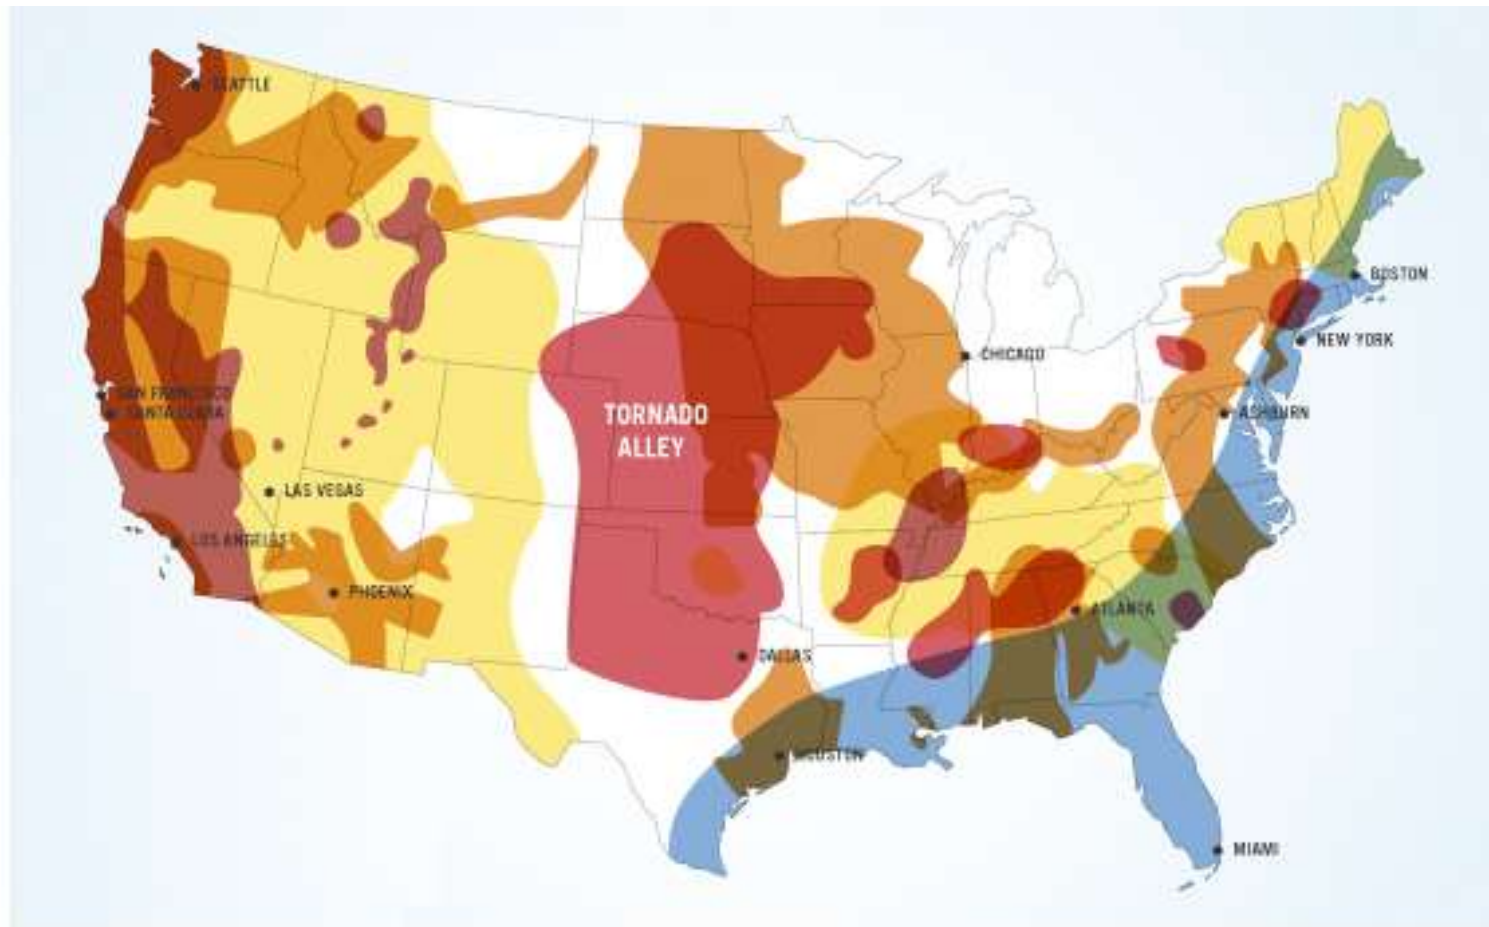 SEATTLE
BOSTON
NEW YORK
CHICAGO
SAN FRANCISCO
SANTA CLARA
TORNADO
ALLEY
ASHBURN
LAS VEGAS
LOS ANGELES
PHOENIX
ATLANTA
DALLAS
HOUSTON
MIAMI